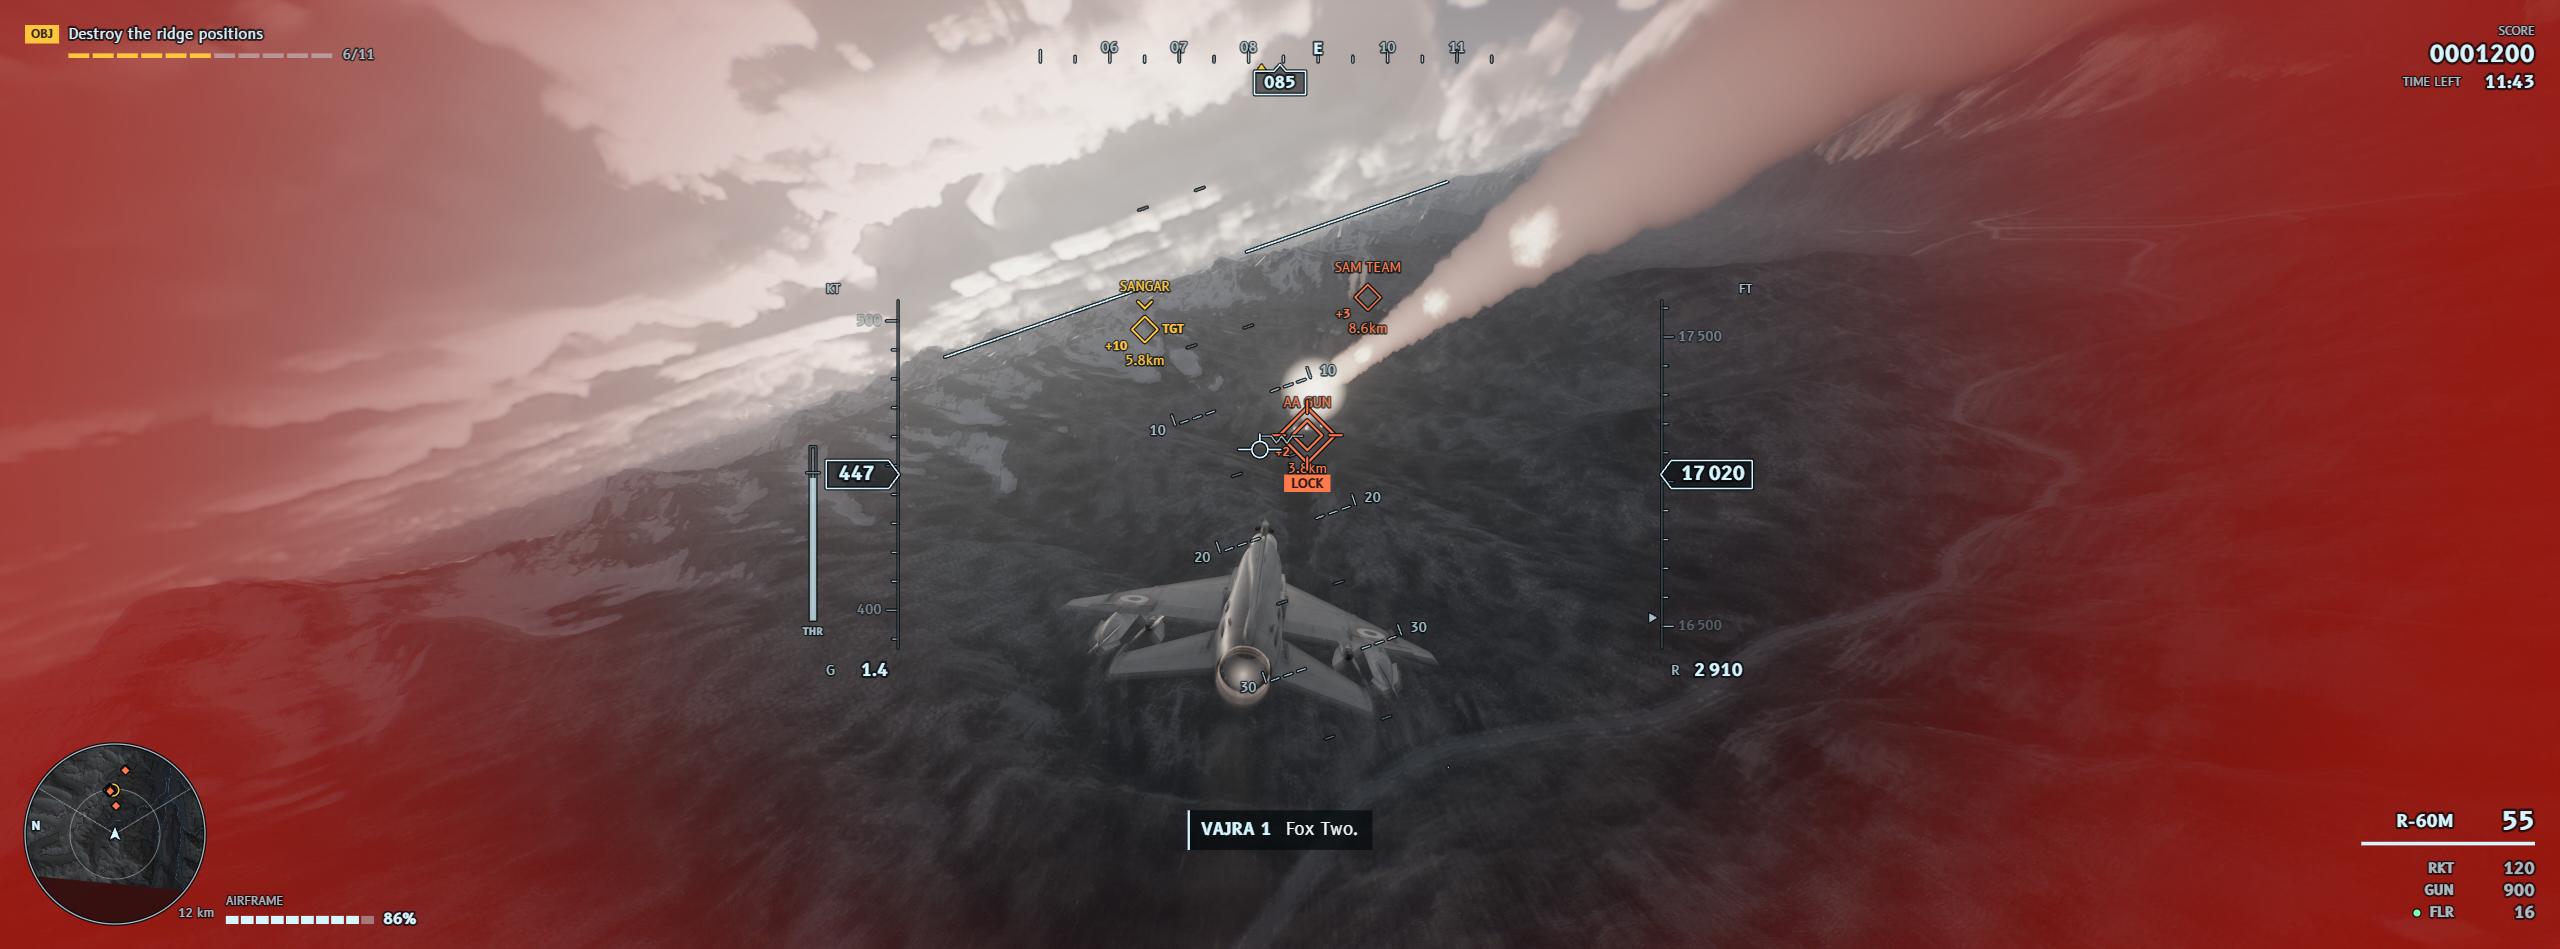 OBJ Destroy the ridge positions
6/11
06 07 08 E 10 11
085
SCORE
0001200
TIME LEFT 11:43
SANGAR
TGT
+10
5.8km
SAM TEAM
+3
8.6km
KT
500
447
400
THR
G 1.4
FT
17 500
17 020
16 500
R 2 910
10
10
AA GUN
+2
3.8km
LOCK
20
20
30
30
VAJRA 1 Fox Two.
N
12 km
AIRFRAME
86%
R-60M 55
RKT 120
GUN 900
FLR 16